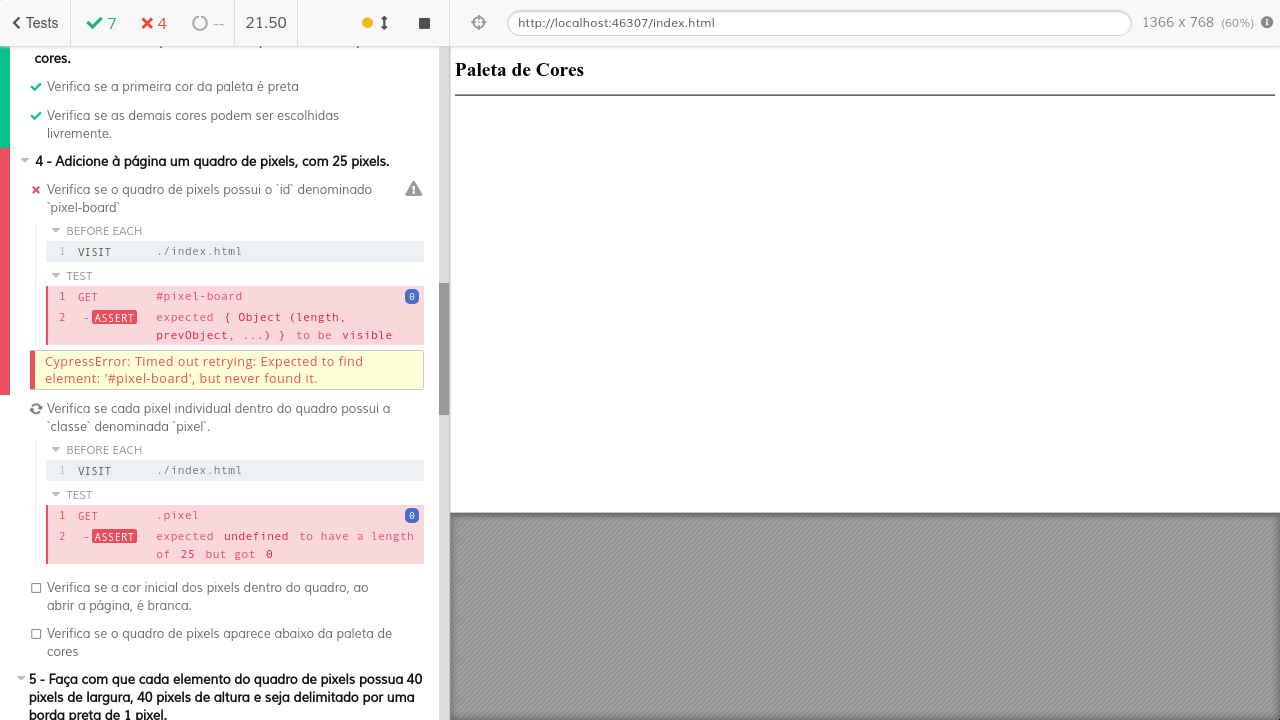 Tests
7
4
--
21.50
http://localhost:46307/index.html
1366 x 768 (60%)
cores.
Verifica se a primeira cor da paleta é preta
Verifica se as demais cores podem ser escolhidas
livremente.
4 - Adicione à página um quadro de pixels, com 25 pixels.
Verifica se o quadro de pixels possui o `id` denominado
`pixel-board`
BEFORE EACH
1 VISIT ./index.html
TEST
1 GET #pixel-board 0
2 - ASSERT expected { Object (length,
prevObject, ...) } to be visible
CypressError: Timed out retrying: Expected to find
element: '#pixel-board', but never found it.
Verifica se cada pixel individual dentro do quadro possui a
`classe` denominada `pixel`.
BEFORE EACH
1 VISIT ./index.html
TEST
1 GET .pixel 0
2 - ASSERT expected undefined to have a length
of 25 but got 0
Verifica se a cor inicial dos pixels dentro do quadro, ao
abrir a página, é branca.
Verifica se o quadro de pixels aparece abaixo da paleta de
cores
5 - Faça com que cada elemento do quadro de pixels possua 40
pixels de largura, 40 pixels de altura e seja delimitado por uma
borda preta de 1 pixel.
Paleta de Cores